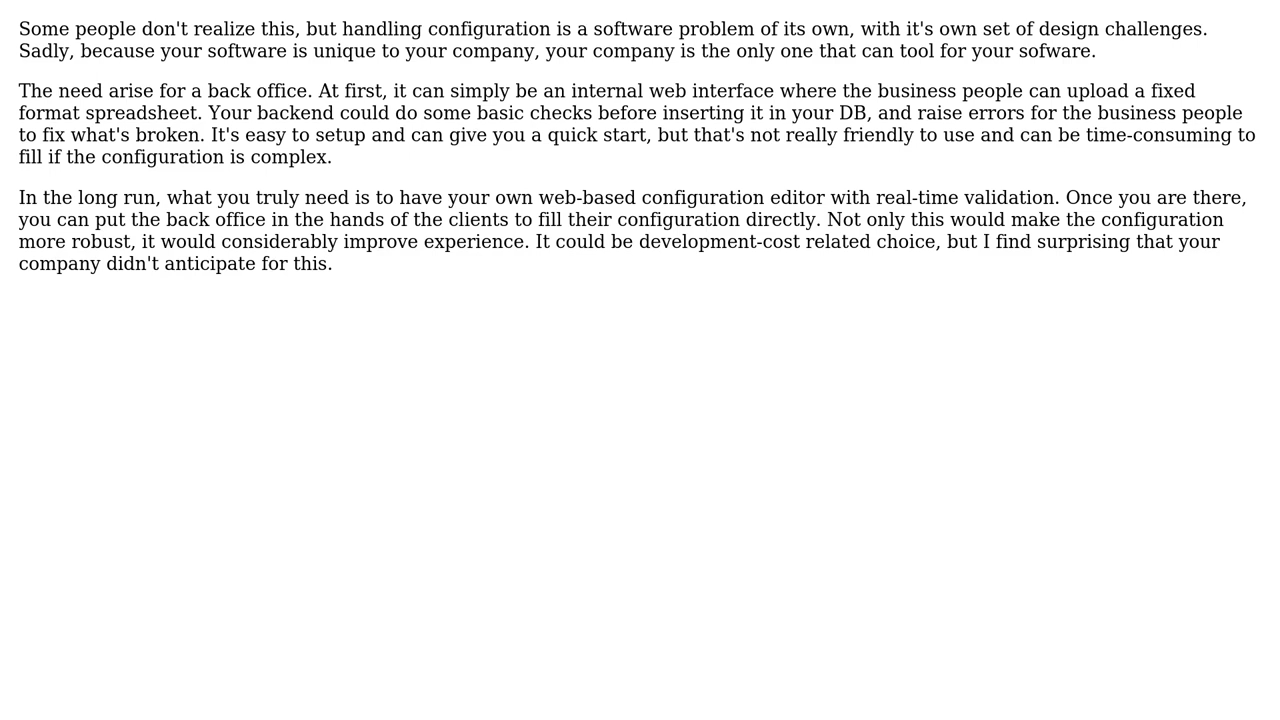 Some people don't realize this, but handling configuration is a software problem of its own, with it's own set of design challenges.
Sadly, because your software is unique to your company, your company is the only one that can tool for your sofware.
The need arise for a back office. At first, it can simply be an internal web interface where the business people can upload a fixed
format spreadsheet. Your backend could do some basic checks before inserting it in your DB, and raise errors for the business people
to fix what's broken. It's easy to setup and can give you a quick start, but that's not really friendly to use and can be time-consuming to
fill if the configuration is complex.
In the long run, what you truly need is to have your own web-based configuration editor with real-time validation. Once you are there,
you can put the back office in the hands of the clients to fill their configuration directly. Not only this would make the configuration
more robust, it would considerably improve experience. It could be development-cost related choice, but I find surprising that your
company didn't anticipate for this.